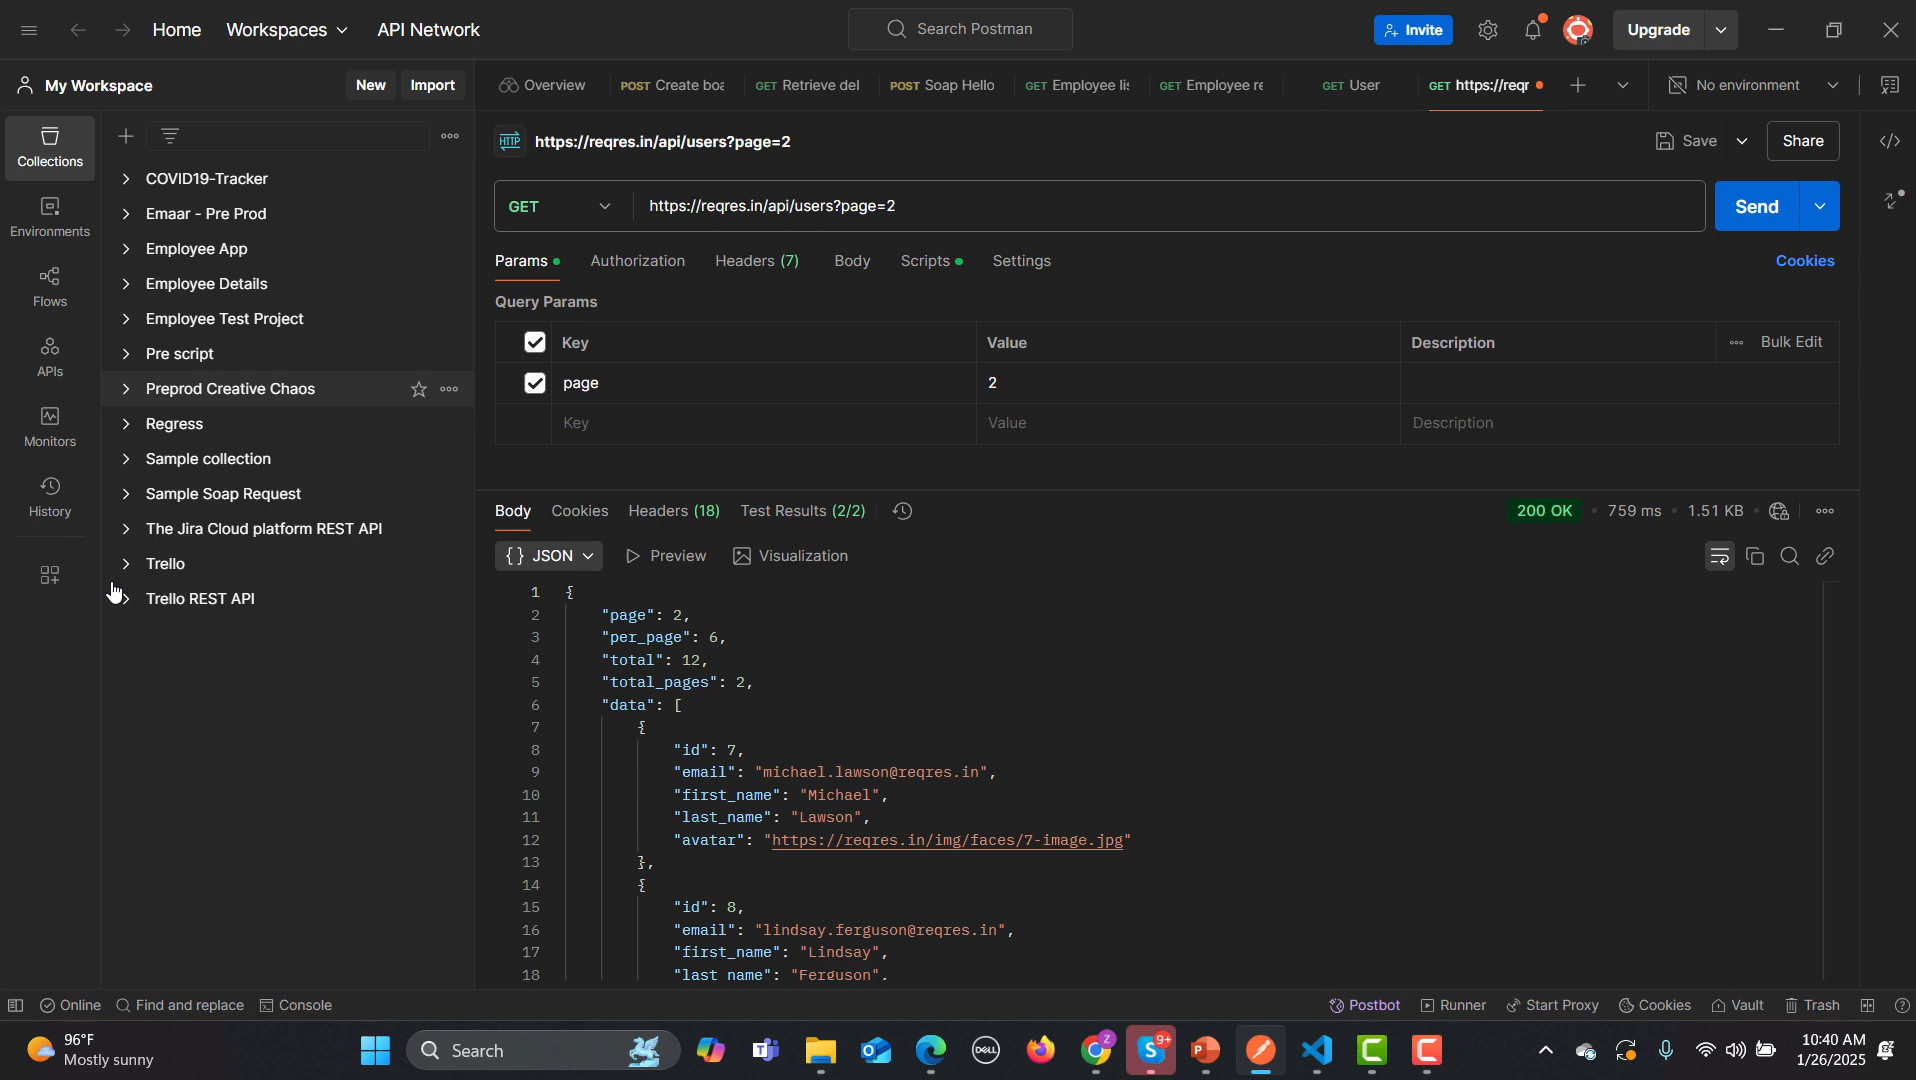 Home
Workspaces
API Network
Search Postman
Invite
Upgrade
My Workspace
New
Import
Overview
POST Create boa
GET Retrieve del
POST Soap Hello
GET Employee lis
GET Employee re
GET User
GET https://reqr
No environment
Collections
Environments
Flows
APIs
Monitors
History
COVID19-Tracker
Emaar - Pre Prod
Employee App
Employee Details
Employee Test Project
Pre script
Preprod Creative Chaos
Regress
Sample collection
Sample Soap Request
The Jira Cloud platform REST API
Trello
Trello REST API
HTTP https://reqres.in/api/users?page=2
Save
Share
GET
https://reqres.in/api/users?page=2
Send
Params
Authorization
Headers (7)
Body
Scripts
Settings
Cookies
Query Params
Key
Value
Description
Bulk Edit
page
2
Key
Value
Description
Body
Cookies
Headers (18)
Test Results (2/2)
200 OK
759 ms
1.51 KB
{} JSON
Preview
Visualization
1 {
2 "page": 2,
3 "per_page": 6,
4 "total": 12,
5 "total_pages": 2,
6 "data": [
7 {
8 "id": 7,
9 "email": "michael.lawson@reqres.in",
10 "first_name": "Michael",
11 "last_name": "Lawson",
12 "avatar": "https://reqres.in/img/faces/7-image.jpg"
13 },
14 {
15 "id": 8,
16 "email": "lindsay.ferguson@reqres.in",
17 "first_name": "Lindsay",
18 "last_name": "Ferguson",
Online
Find and replace
Console
Postbot
Runner
Start Proxy
Cookies
Vault
Trash
96°F
Mostly sunny
Search
DELL
Z
9+
10:40 AM
1/26/2025